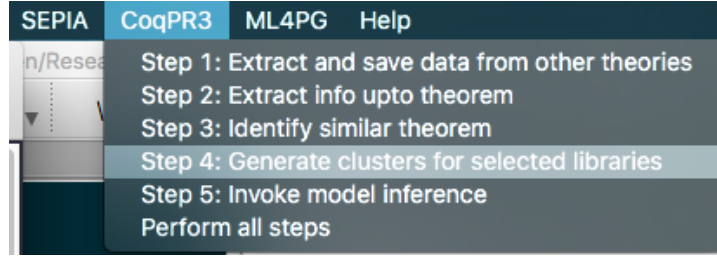 SEPIA CoqPR3 ML4PG Help
n/Resea
Step 1: Extract and save data from other theories
Step 2: Extract info upto theorem
Step 3: Identify similar theorem
Step 4: Generate clusters for selected libraries
Step 5: Invoke model inference
Perform all steps